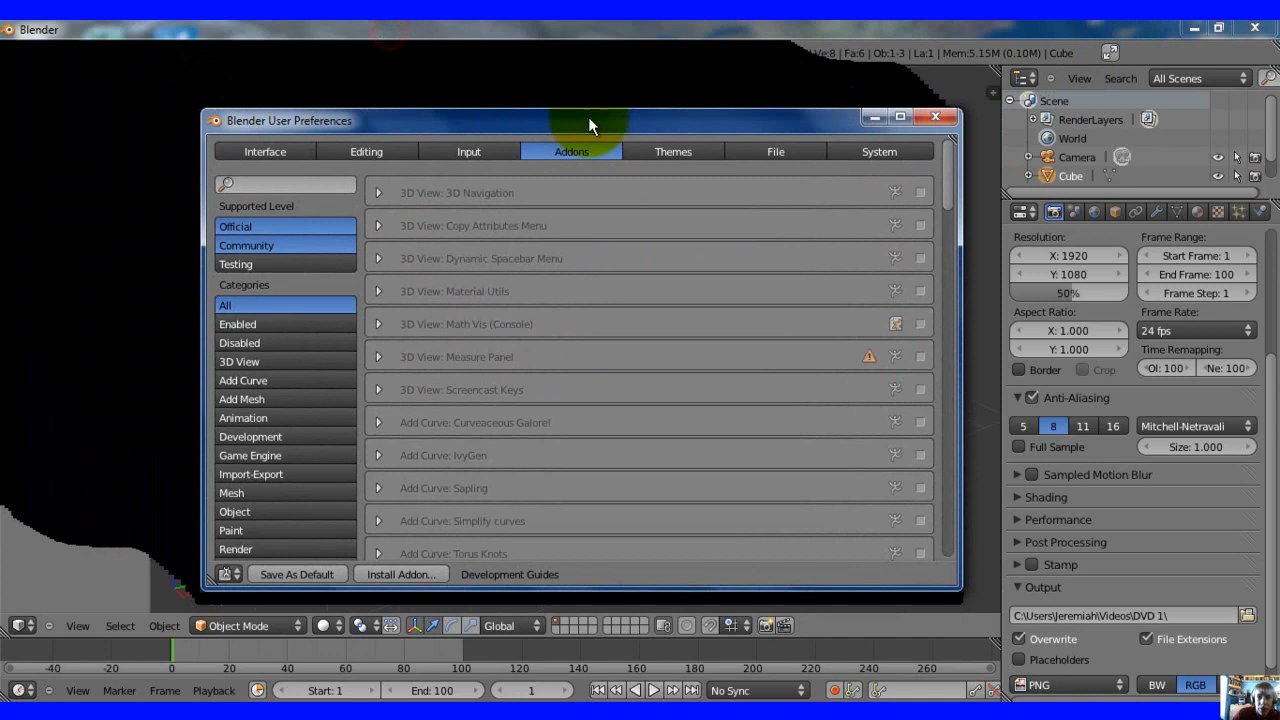 Blender
Ve:8 | Fa:6 | Ob:1-3 | La:1 | Mem:5.15M (0.10M) | Cube
View Search All Scenes
Scene
RenderLayers
World
Camera
Cube
Blender User Preferences
Interface Editing Input Addons Themes File System
Supported Level
Official
Community
Testing
Categories
All
Enabled
Disabled
3D View
Add Curve
Add Mesh
Animation
Development
Game Engine
Import-Export
Mesh
Object
Paint
Render
3D View: 3D Navigation
3D View: Copy Attributes Menu
3D View: Dynamic Spacebar Menu
3D View: Material Utils
3D View: Math Vis (Console)
3D View: Measure Panel
3D View: Screencast Keys
Add Curve: Curveaceous Galore!
Add Curve: IvyGen
Add Curve: Sapling
Add Curve: Simplify curves
Add Curve: Torus Knots
Save As Default Install Addon... Development Guides
Resolution: Frame Range:
X: 1920 Start Frame: 1
Y: 1080 End Frame: 100
50% Frame Step: 1
Aspect Ratio: Frame Rate:
X: 1.000 24 fps
Y: 1.000 Time Remapping:
Border Crop Ol: 100 Ne: 100
Anti-Aliasing
5 8 11 16 Mitchell-Netravali
Full Sample Size: 1.000
Sampled Motion Blur
Shading
Performance
Post Processing
Stamp
Output
C:\Users\Jeremiah\Videos\DVD 1\
Overwrite File Extensions
Placeholders
PNG BW RGB
View Select Object Object Mode Global
-40 -20 0 20 40 60 80 100 120 140 160 180 200 220 240 260
View Marker Frame Playback Start: 1 End: 100 1 No Sync